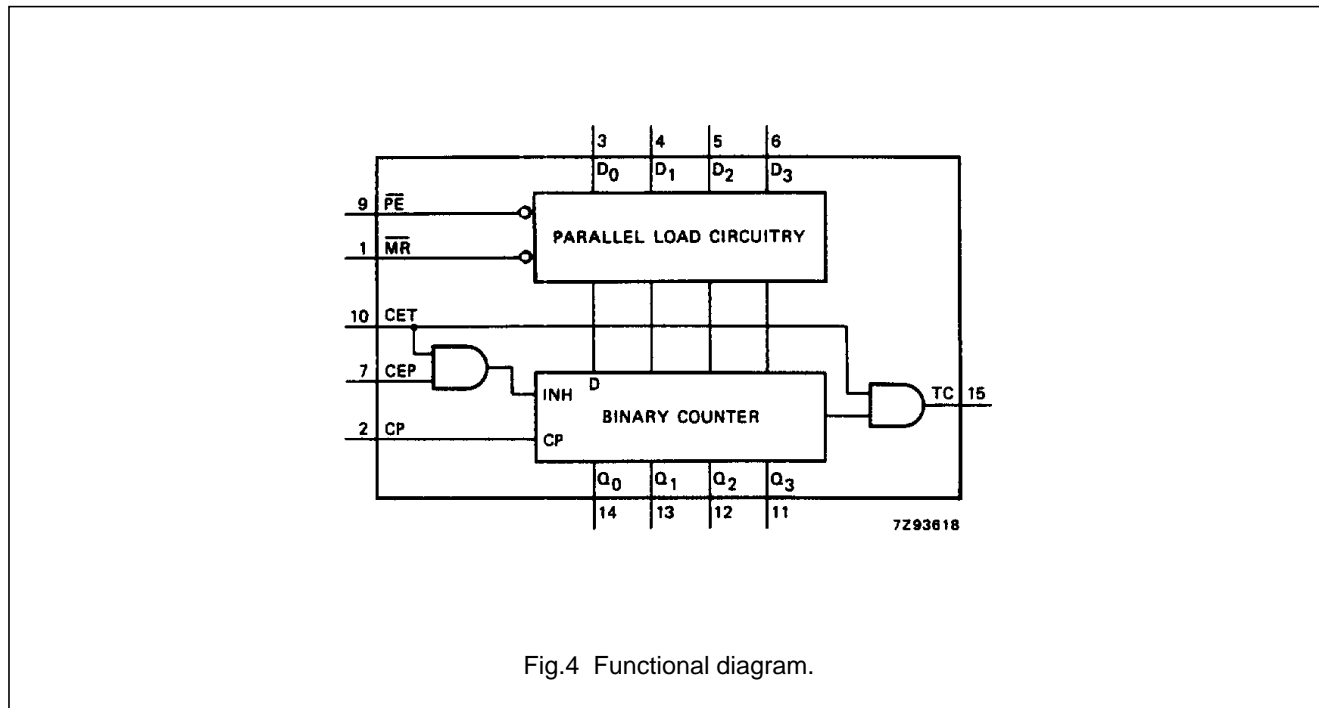 3 4 5 6
D0 D1 D2 D3
9 P̅E̅
PARALLEL LOAD CIRCUITRY
1 M̅R̅
10 CET
7 CEP
D
INH
BINARY COUNTER
TC 15
2 CP
CP
Q0 Q1 Q2 Q3
14 13 12 11
7Z93618
Fig.4 Functional diagram.